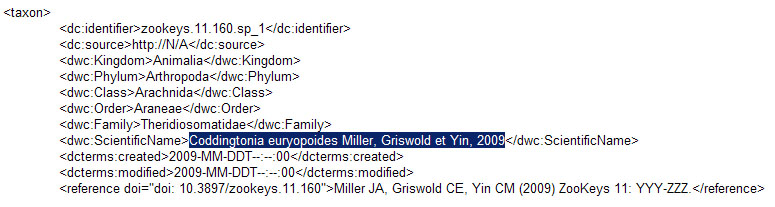 <taxon>
<dc:identifier>zookeys.11.160.sp_1</dc:identifier>
<dc:source>http://N/A</dc:source>
<dwc:Kingdom>Animalia</dwc:Kingdom>
<dwc:Phylum>Arthropoda</dwc:Phylum>
<dwc:Class>Arachnida</dwc:Class>
<dwc:Order>Araneae</dwc:Order>
<dwc:Family>Theridiosomatidae</dwc:Family>
<dwc:ScientificName>Coddingtonia euryopoides Miller, Griswold et Yin, 2009</dwc:ScientificName>
<dcterms:created>2009-MM-DDT--:--:00</dcterms:created>
<dcterms:modified>2009-MM-DDT--:--:00</dcterms:modified>
<reference doi="doi: 10.3897/zookeys.11.160">Miller JA, Griswold CE, Yin CM (2009) ZooKeys 11: YYY-ZZZ.</reference>